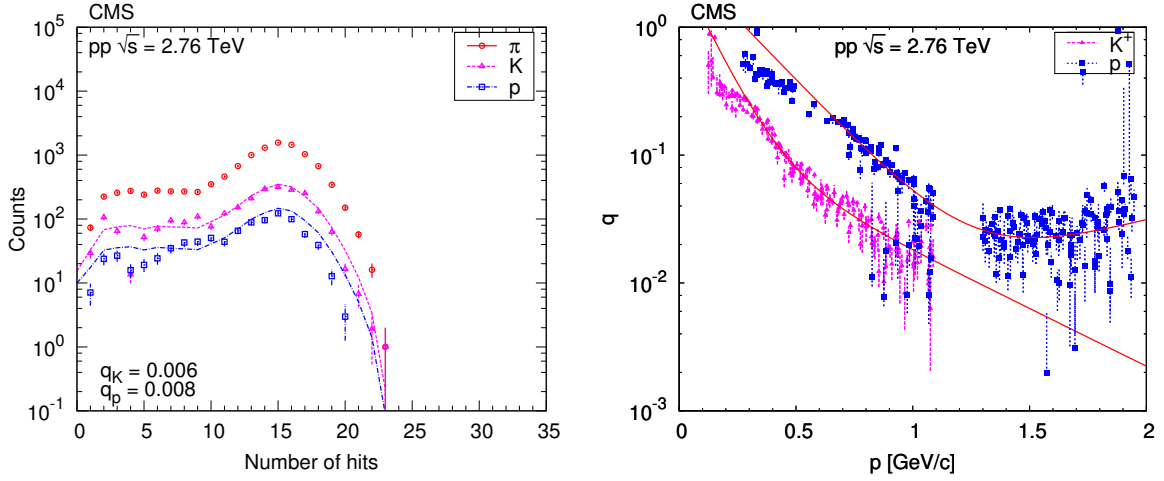 CMS
pp √s = 2.76 TeV
π
K
p
10^5
10^4
10^3
10^2
10^1
10^0
10^-1
Counts
q_K = 0.006
q_p = 0.008
0 5 10 15 20 25 30 35
Number of hits
CMS
pp √s = 2.76 TeV
K^+
p
10^0
10^-1
10^-2
10^-3
q
0 0.5 1 1.5 2
p [GeV/c]